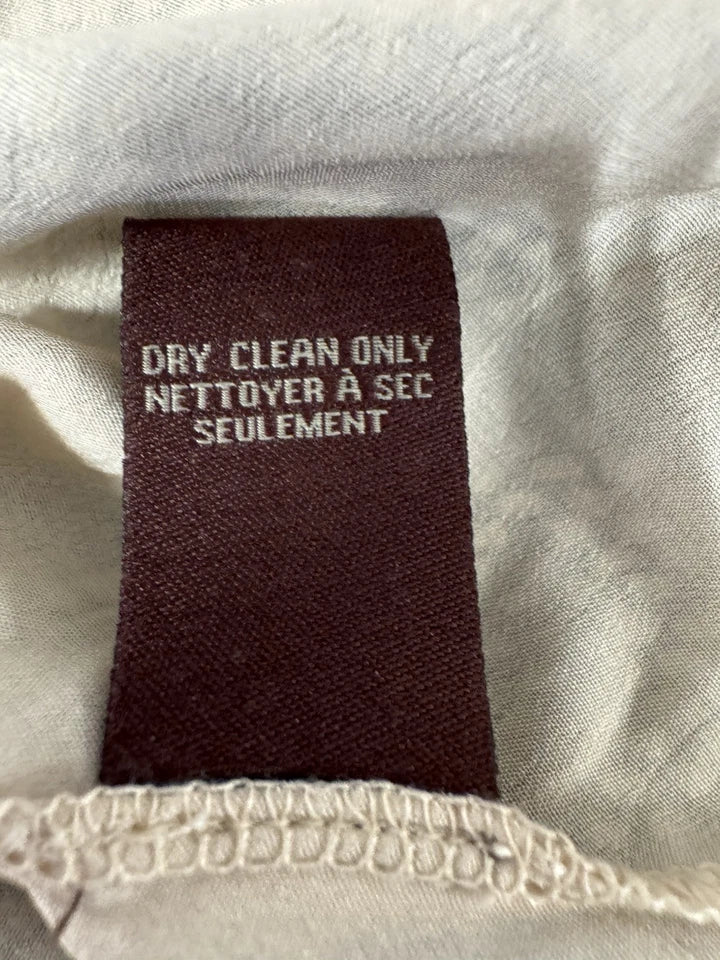 DRY CLEAN ONLY
NETTOYER À SEC
SEULEMENT